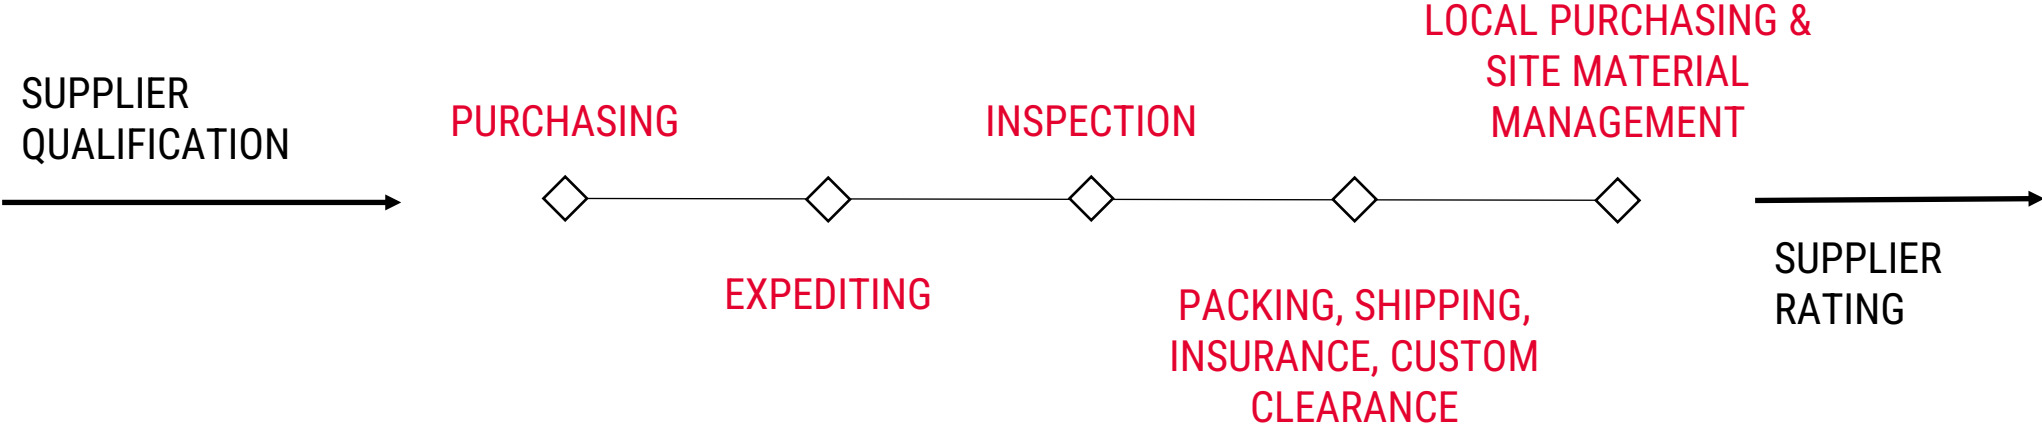 SUPPLIER
QUALIFICATION
PURCHASING
EXPEDITING
INSPECTION
PACKING, SHIPPING,
INSURANCE, CUSTOM
CLEARANCE
LOCAL PURCHASING &
SITE MATERIAL
MANAGEMENT
SUPPLIER
RATING